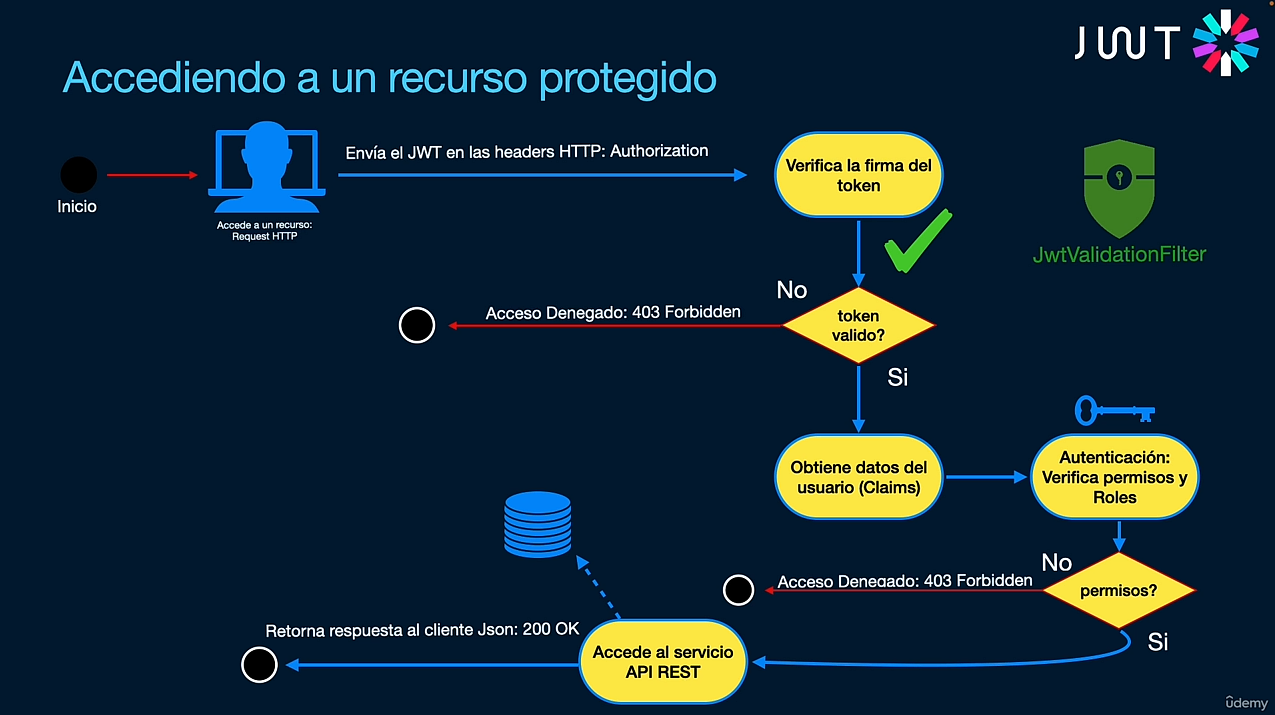 JWT
Accediendo a un recurso protegido
Inicio
Accede a un recurso:
Request HTTP
Envía el JWT en las headers HTTP: Authorization
Verifica la firma del
token
JwtValidationFilter
No
Acceso Denegado: 403 Forbidden
token
valido?
Si
Obtiene datos del
usuario (Claims)
Autenticación:
Verifica permisos y
Roles
No
Acceso Denegado: 403 Forbidden
permisos?
Si
Retorna respuesta al cliente Json: 200 OK
Accede al servicio
API REST
ûdemy